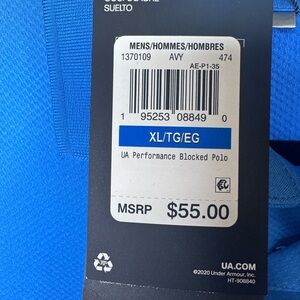 SUELTO
MENS/HOMMES/HOMBRES
1370109 AVY 474
AE-P1-35
1 95253 08849 0
XL/TG/EG
UA Performance Blocked Polo
MSRP $55.00
UA.COM
©2020 Under Armour, Inc.
HT-908840